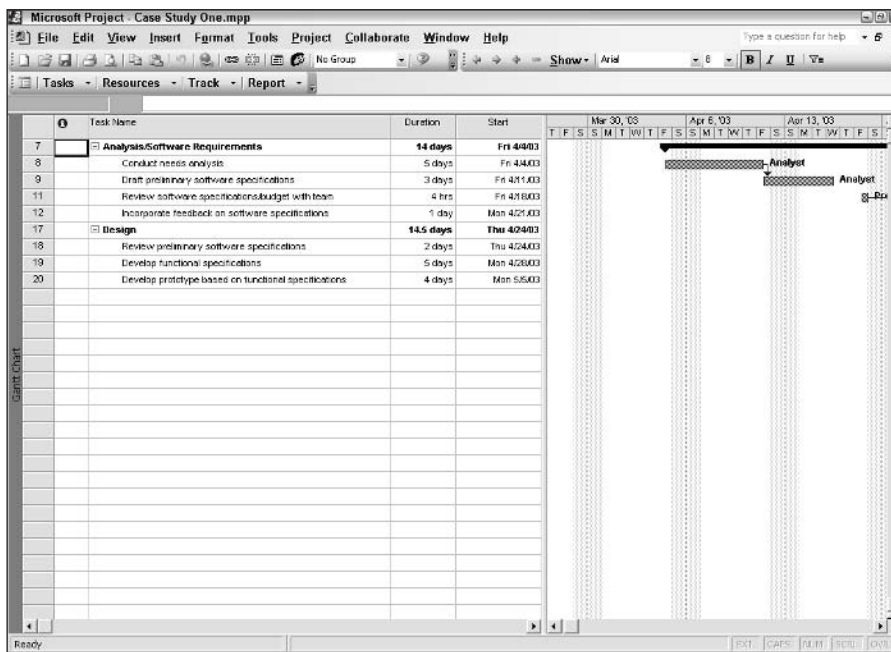 Microsoft Project - Case Study One.mpp
File Edit View Insert Format Tools Project Collaborate Window Help Type a question for help
No Group Show Arial 8 B I U
Tasks Resources Track Report
Task Name Duration Start Mar 30, '03 Apr 6, '03 Apr 13, '03
T F S S M T W T F S S M T W T F S S M T W T F S
7 Analysis/Software Requirements 14 days Fri 4/4/03
8 Conduct needs analysis 5 days Fri 4/4/03 Analyst
9 Draft preliminary software specifications 3 days Fri 4/11/03 Analyst
11 Review software specifications/budget with team 4 hrs Fri 4/18/03
12 Incorporate feedback on software specifications 1 day Mon 4/21/03
17 Design 14.5 days Thu 4/24/03
18 Review preliminary software specifications 2 days Thu 4/24/03
19 Develop functional specifications 5 days Mon 4/28/03
20 Develop prototype based on functional specifications 4 days Mon 5/5/03
Gantt Chart
Ready EXT CAPS NUM SCRL OVR